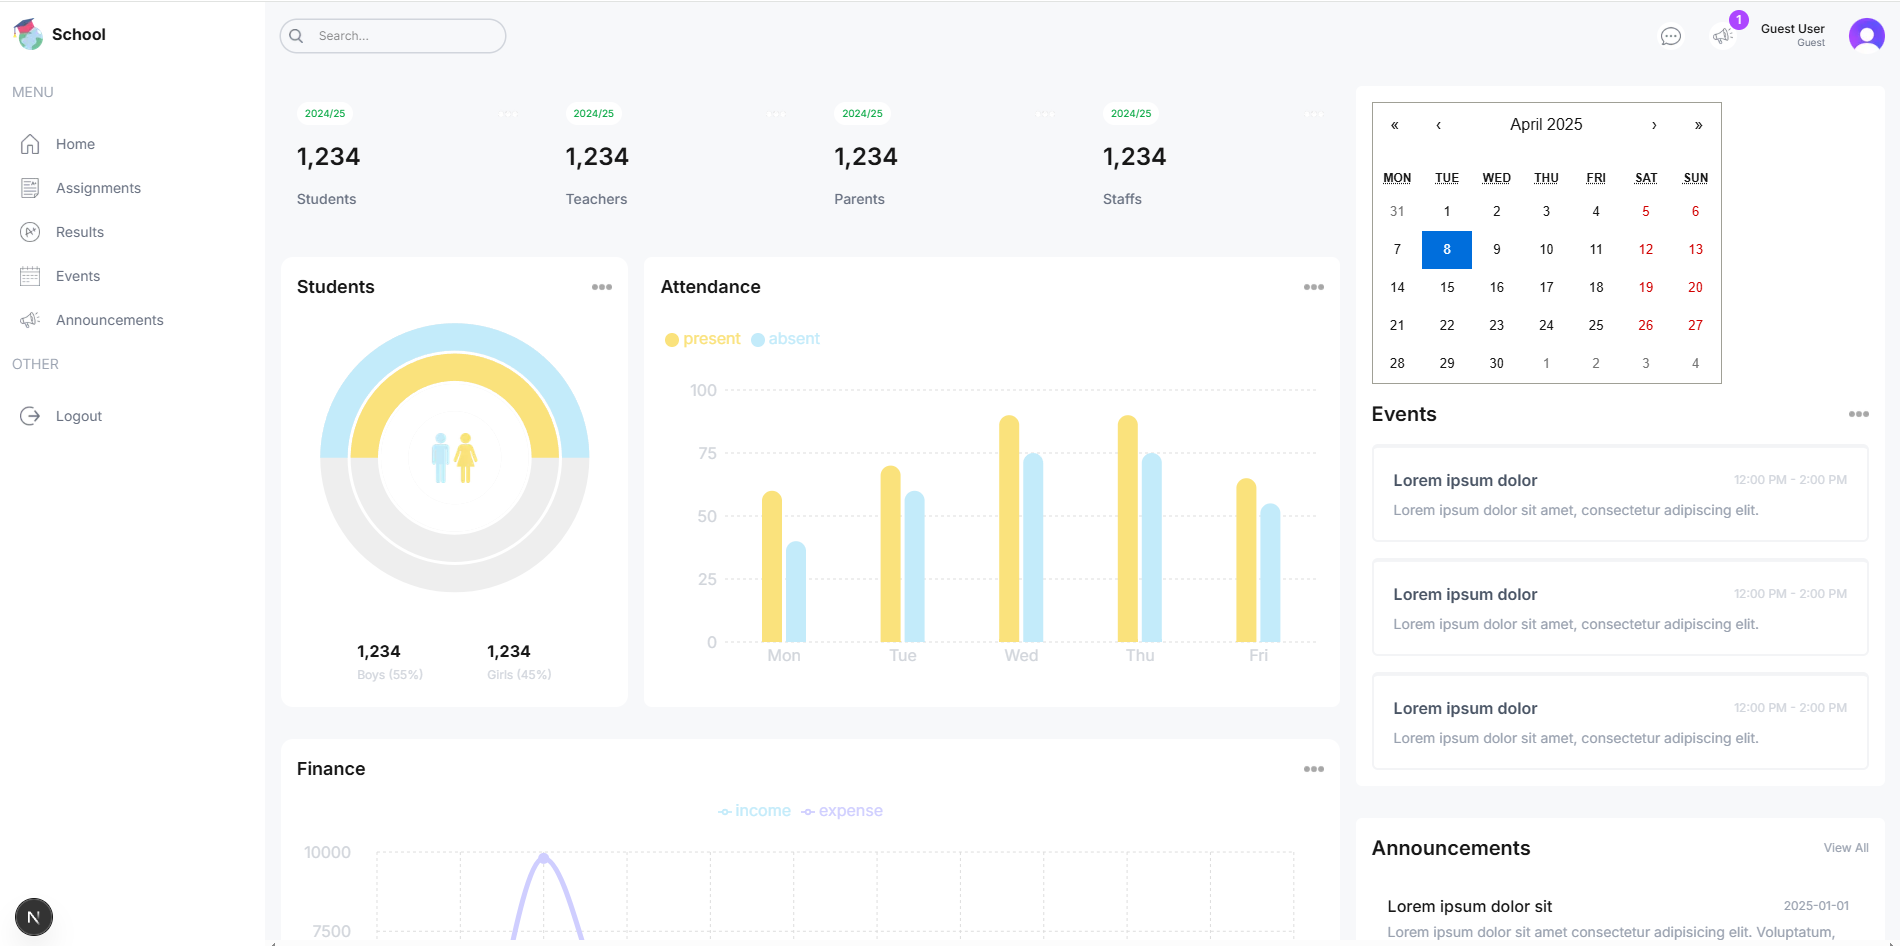 School
Search...
1
Guest User
Guest
MENU
Home
Assignments
Results
Events
Announcements
OTHER
Logout
2024/25
1,234
Students
2024/25
1,234
Teachers
2024/25
1,234
Parents
2024/25
1,234
Staffs
Students
1,234
Boys (55%)
1,234
Girls (45%)
Attendance
present absent
100
75
50
25
0
Mon Tue Wed Thu Fri
Finance
income expense
10000
7500
« ‹ April 2025 › »
MON TUE WED THU FRI SAT SUN
31 1 2 3 4 5 6
7 8 9 10 11 12 13
14 15 16 17 18 19 20
21 22 23 24 25 26 27
28 29 30 1 2 3 4
Events
Lorem ipsum dolor 12:00 PM - 2:00 PM
Lorem ipsum dolor sit amet, consectetur adipiscing elit.
Lorem ipsum dolor 12:00 PM - 2:00 PM
Lorem ipsum dolor sit amet, consectetur adipiscing elit.
Lorem ipsum dolor 12:00 PM - 2:00 PM
Lorem ipsum dolor sit amet, consectetur adipiscing elit.
Announcements View All
Lorem ipsum dolor sit 2025-01-01
Lorem ipsum dolor sit amet consectetur adipisicing elit. Voluptatum,
N